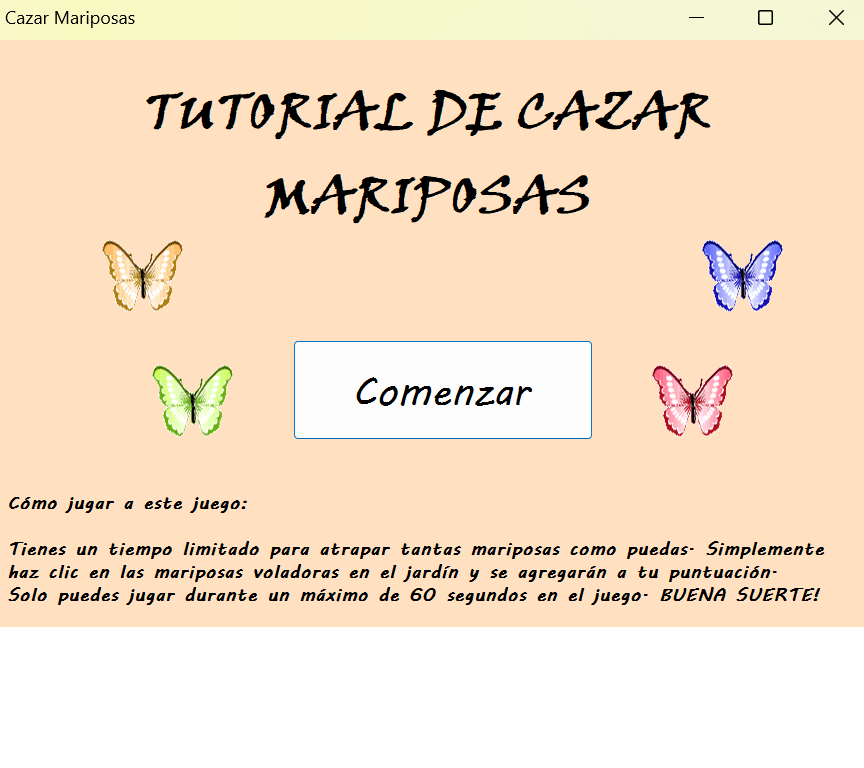 Cazar Mariposas
TUTORIAL DE CAZAR
MARIPOSAS
Comenzar
Cómo jugar a este juego:
Tienes un tiempo limitado para atrapar tantas mariposas como puedas. Simplemente
haz clic en las mariposas voladoras en el jardín y se agregarán a tu puntuación.
Solo puedes jugar durante un máximo de 60 segundos en el juego. BUENA SUERTE!